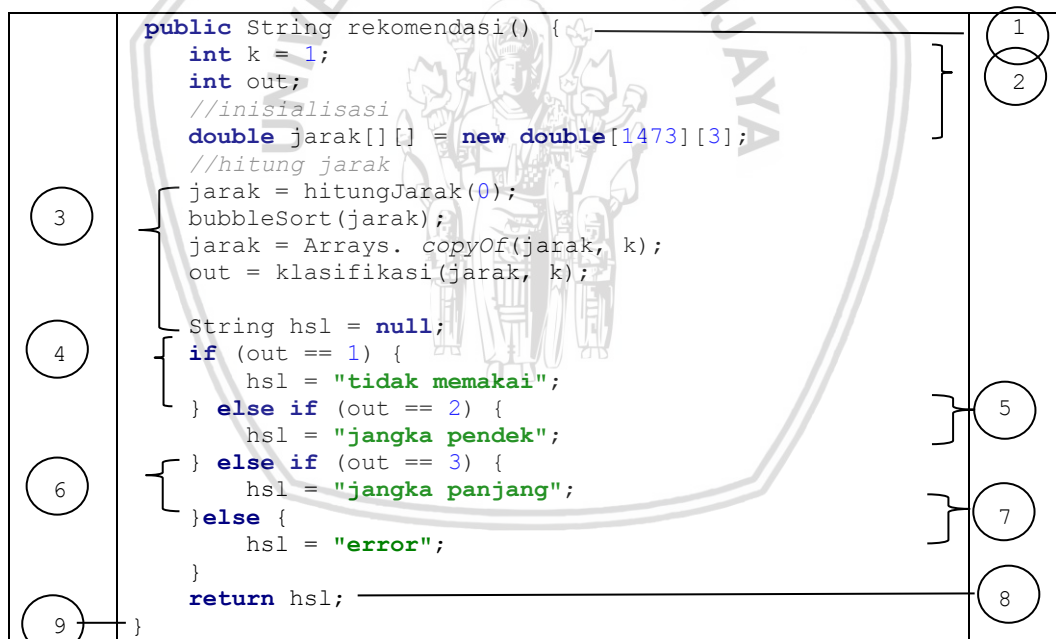 public String rekomendasi() { 1
int k = 1;
int out; 2
//inisialisasi
double jarak[][] = new double[1473][3];
//hitung jarak
jarak = hitungJarak(0);
3 bubbleSort(jarak);
jarak = Arrays. copyOf(jarak, k);
out = klasifikasi(jarak, k);
String hsl = null;
4 if (out == 1) {
hsl = "tidak memakai";
} else if (out == 2) { 5
hsl = "jangka pendek";
} else if (out == 3) {
6 hsl = "jangka panjang";
}else { 7
hsl = "error";
}
return hsl; 8
9 }
UNIVE
IJAYA